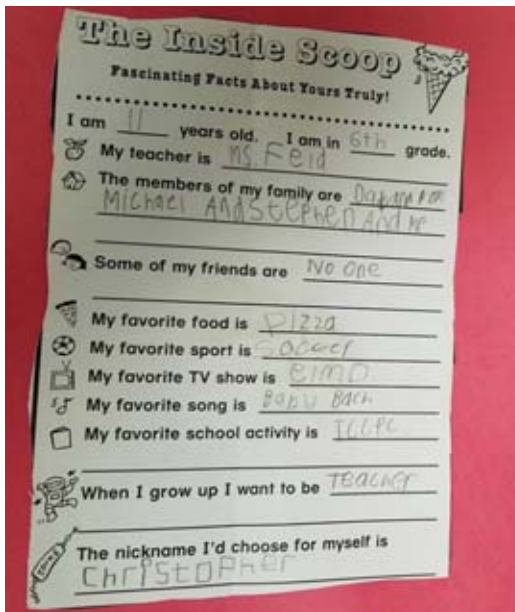 The Inside Scoop
Fascinating Facts About Yours Truly!
I am 11 years old. I am in 6th grade.
My teacher is Ms. Feld
The members of my family are
Michael And Stephen And Me
Some of my friends are No One
My favorite food is pizza
My favorite sport is Soccer
My favorite TV show is elmo
My favorite song is Baby Bach
My favorite school activity is
When I grow up I want to be Teacher
The nickname I'd choose for myself is
Christopher